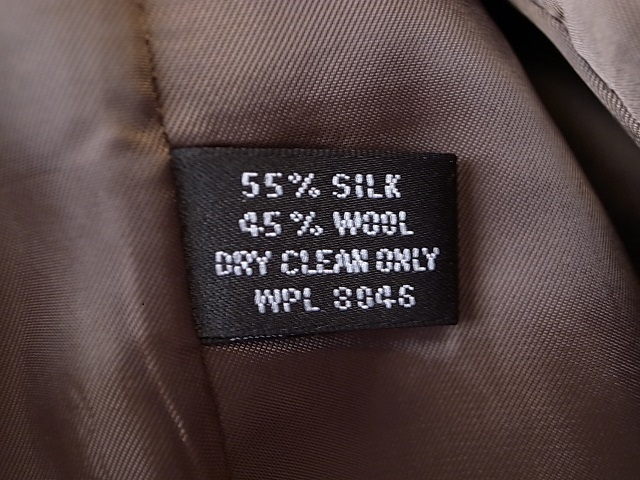 55% SILK
45% WOOL
DRY CLEAN ONLY
WPL 8046